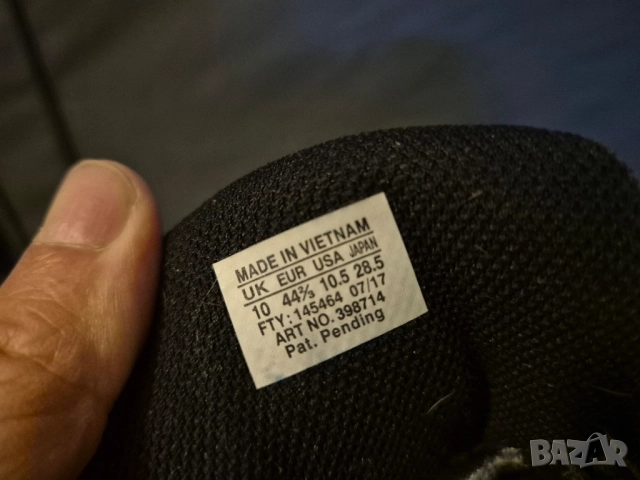 MADE IN VIETNAM
UK EUR USA JAPAN
10 44⅔ 10.5 28.5
FTY: 145464 07/17
ART NO. 398714
Pat. Pending
BAZAR